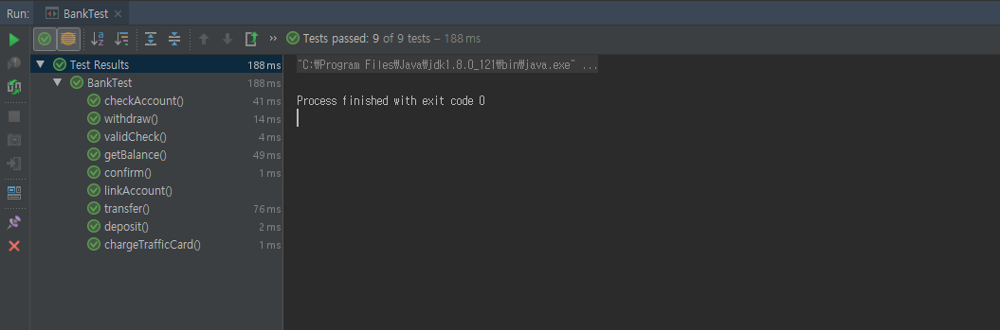 Run: BankTest
Tests passed: 9 of 9 tests – 188 ms
Test Results 188 ms
BankTest 188 ms
checkAccount() 41 ms
withdraw() 14 ms
validCheck() 4 ms
getBalance() 49 ms
confirm() 1 ms
linkAccount()
transfer() 76 ms
deposit() 2 ms
chargeTrafficCard() 1 ms
"C:₩Program Files₩Java₩jdk1.8.0_121₩bin₩java.exe" ...
Process finished with exit code 0